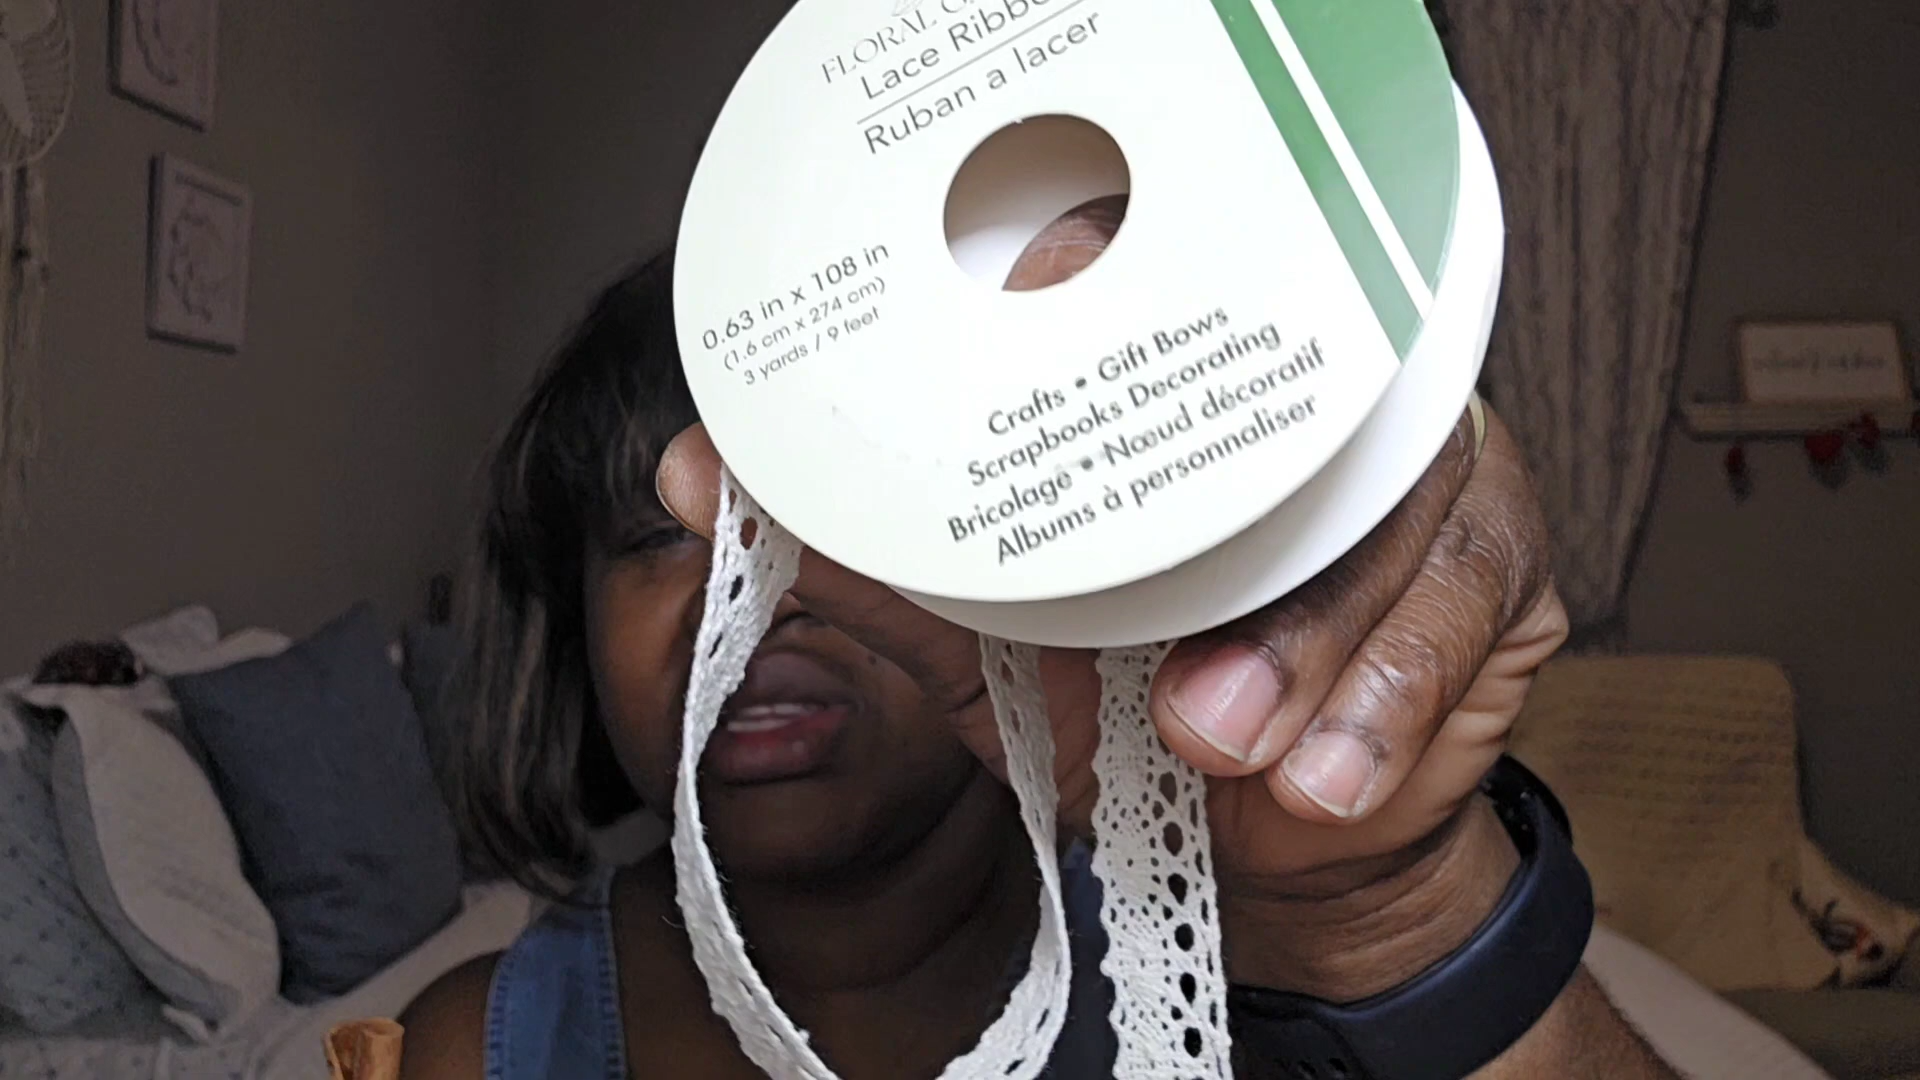 FLORAL
Lace Ribbo
Ruban a lacer
0.63 in x 108 in
(1.6 cm x 274 cm)
3 yards / 9 feet
Crafts • Gift Bows
Scrapbooks Decorating
Bricolage • Nœud décoratif
Albums à personnaliser